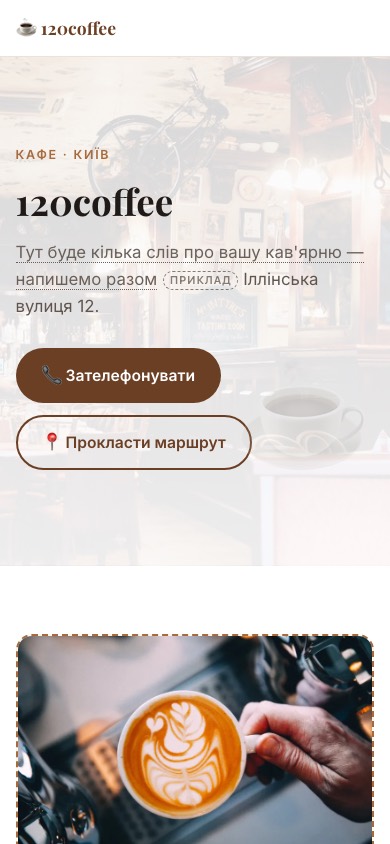 120coffee
КАФЕ · КИЇВ
120coffee
Тут буде кілька слів про вашу кав'ярню —
напишемо разом ПРИКЛАД Іллінська
вулиця 12.
Зателефонувати
Прокласти маршрут